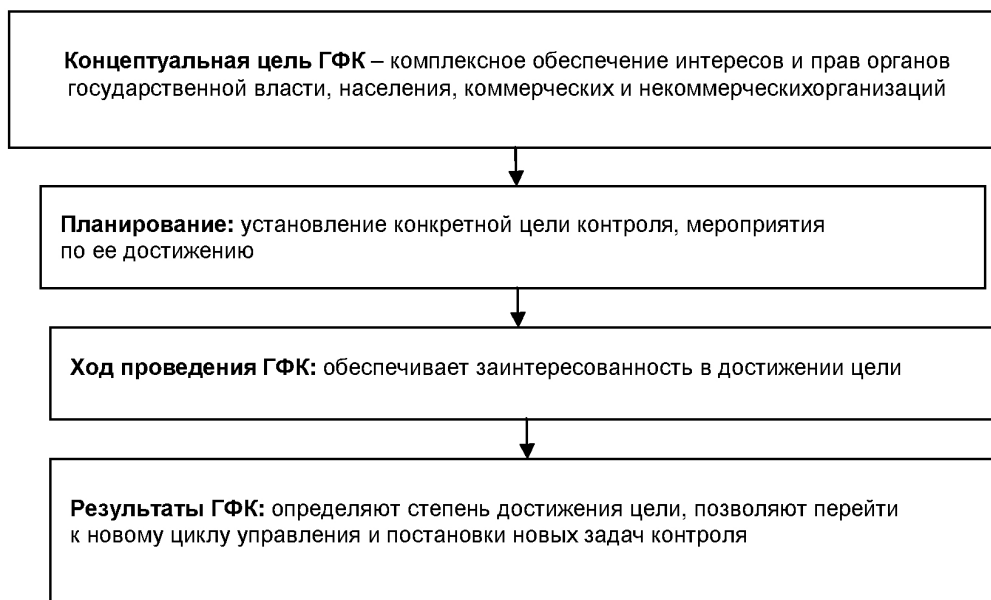 Концептуальная цель ГФК – комплексное обеспечение интересов и прав органов
государственной власти, населения, коммерческих и некоммерческихорганизаций
Планирование: установление конкретной цели контроля, мероприятия
по ее достижению
Ход проведения ГФК: обеспечивает заинтересованность в достижении цели
Результаты ГФК: определяют степень достижения цели, позволяют перейти
к новому циклу управления и постановки новых задач контроля